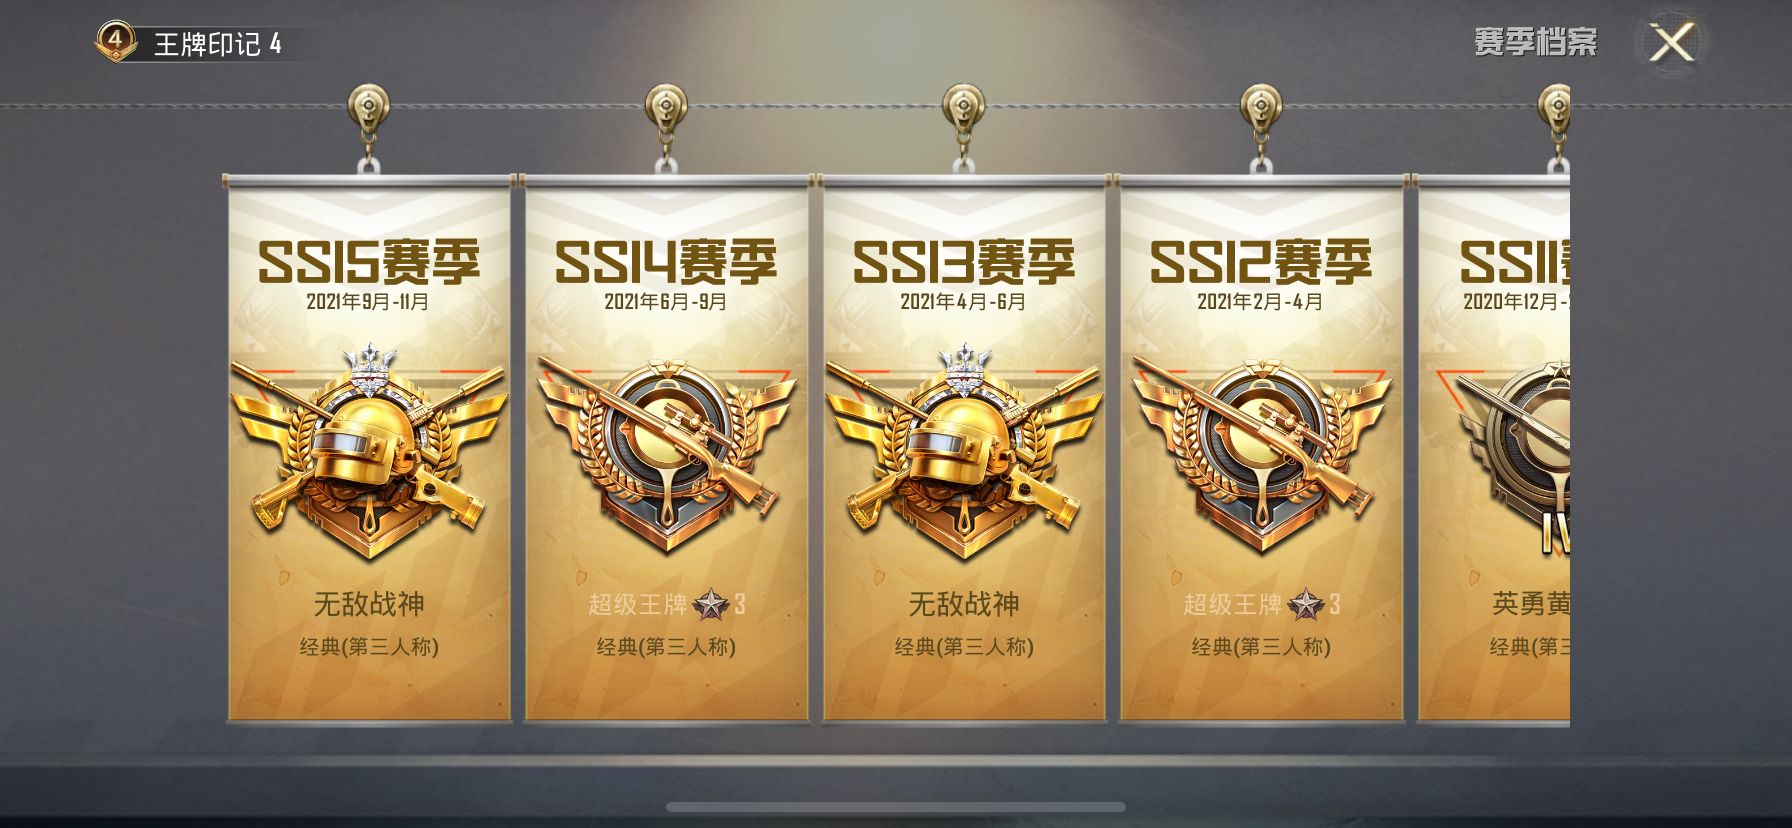 4 王牌印记 4
赛季档案
SS15赛季
2021年9月-11月
无敌战神
经典(第三人称)
SS14赛季
2021年6月-9月
超级王牌 3
经典(第三人称)
SS13赛季
2021年4月-6月
无敌战神
经典(第三人称)
SS12赛季
2021年2月-4月
超级王牌 3
经典(第三人称)
SS11
2020年12月-
IV
英勇黄
经典(第三